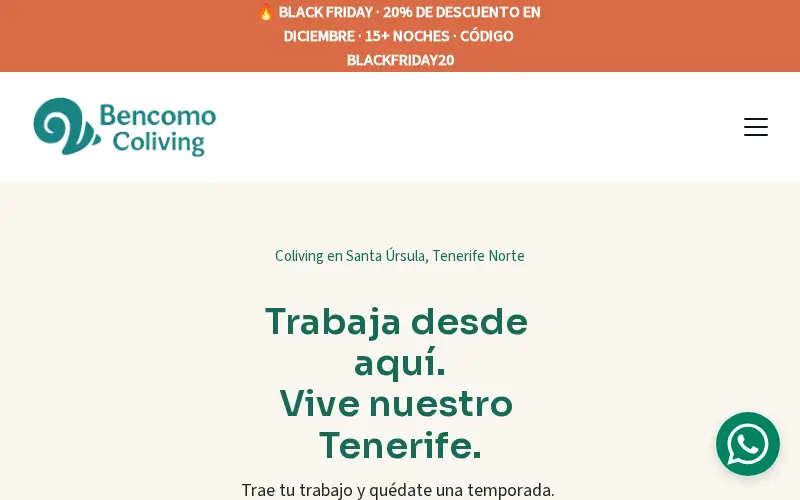 🔥 BLACK FRIDAY · 20% DE DESCUENTO EN
DICIEMBRE · 15+ NOCHES · CÓDIGO
BLACKFRIDAY20
Bencomo
Coliving
Coliving en Santa Úrsula, Tenerife Norte
Trabaja desde
aquí.
Vive nuestro
Tenerife.
Trae tu trabajo y quédate una temporada.